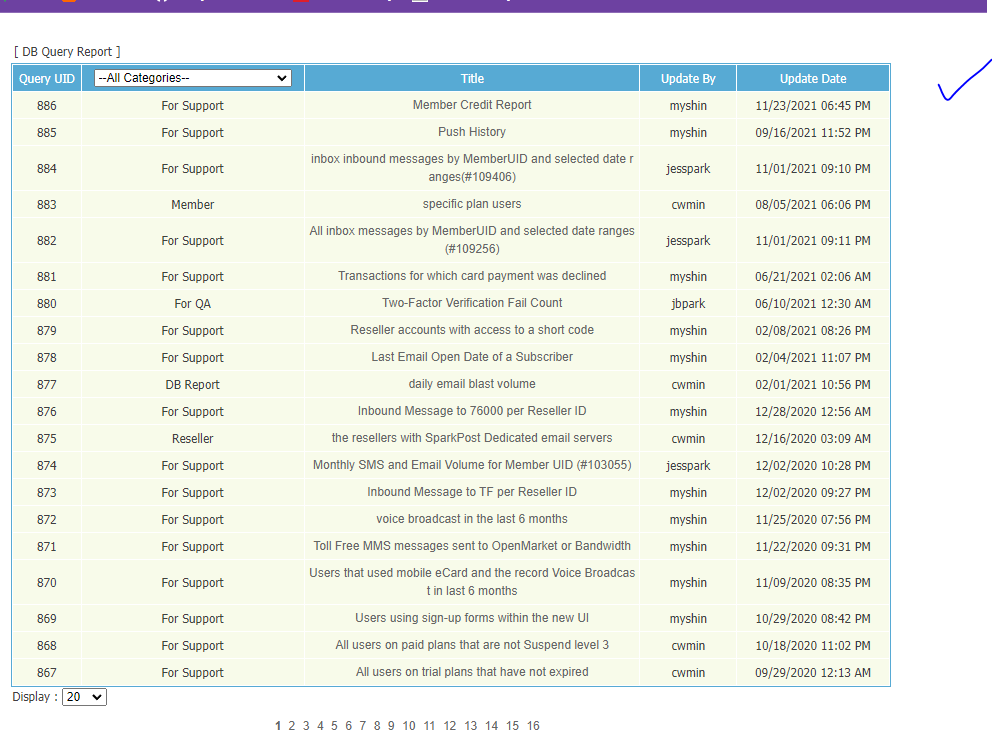 [ DB Query Report ]
Query UID --All Categories-- Title Update By Update Date
886 For Support Member Credit Report myshin 11/23/2021 06:45 PM
885 For Support Push History myshin 09/16/2021 11:52 PM
884 For Support inbox inbound messages by MemberUID and selected date r jesspark 11/01/2021 09:10 PM
anges(#109406)
883 Member specific plan users cwmin 08/05/2021 06:06 PM
882 For Support All inbox messages by MemberUID and selected date ranges jesspark 11/01/2021 09:11 PM
(#109256)
881 For Support Transactions for which card payment was declined myshin 06/21/2021 02:06 AM
880 For QA Two-Factor Verification Fail Count jbpark 06/10/2021 12:30 AM
879 For Support Reseller accounts with access to a short code myshin 02/08/2021 08:26 PM
878 For Support Last Email Open Date of a Subscriber myshin 02/04/2021 11:07 PM
877 DB Report daily email blast volume cwmin 02/01/2021 10:56 PM
876 For Support Inbound Message to 76000 per Reseller ID myshin 12/28/2020 12:56 AM
875 Reseller the resellers with SparkPost Dedicated email servers cwmin 12/16/2020 03:09 AM
874 For Support Monthly SMS and Email Volume for Member UID (#103055) jesspark 12/02/2020 10:28 PM
873 For Support Inbound Message to TF per Reseller ID myshin 12/02/2020 09:27 PM
872 For Support voice broadcast in the last 6 months myshin 11/25/2020 07:56 PM
871 For Support Toll Free MMS messages sent to OpenMarket or Bandwidth myshin 11/22/2020 09:31 PM
870 For Support Users that used mobile eCard and the record Voice Broadcas myshin 11/09/2020 08:35 PM
t in last 6 months
869 For Support Users using sign-up forms within the new UI myshin 10/29/2020 08:42 PM
868 For Support All users on paid plans that are not Suspend level 3 cwmin 10/18/2020 11:02 PM
867 For Support All users on trial plans that have not expired cwmin 09/29/2020 12:13 AM
Display : 20
1 2 3 4 5 6 7 8 9 10 11 12 13 14 15 16